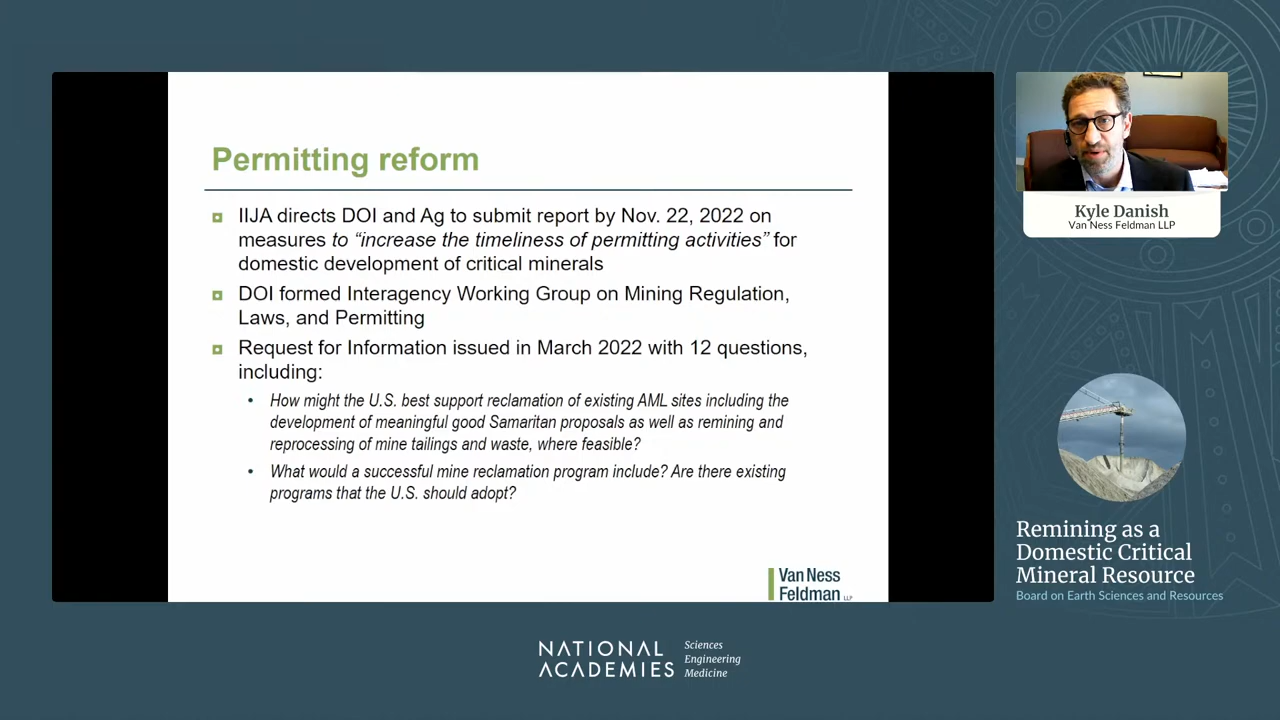 Permitting reform
IIJA directs DOI and Ag to submit report by Nov. 22, 2022 on
measures to “increase the timeliness of permitting activities” for
domestic development of critical minerals
DOI formed Interagency Working Group on Mining Regulation,
Laws, and Permitting
Request for Information issued in March 2022 with 12 questions,
including:
How might the U.S. best support reclamation of existing AML sites including the
development of meaningful good Samaritan proposals as well as remining and
reprocessing of mine tailings and waste, where feasible?
What would a successful mine reclamation program include? Are there existing
programs that the U.S. should adopt?
Van Ness
Feldman LLP
Kyle Danish
Van Ness Feldman LLP
Remining as a
Domestic Critical
Mineral Resource
Board on Earth Sciences and Resources
NATIONAL
ACADEMIES
Sciences
Engineering
Medicine